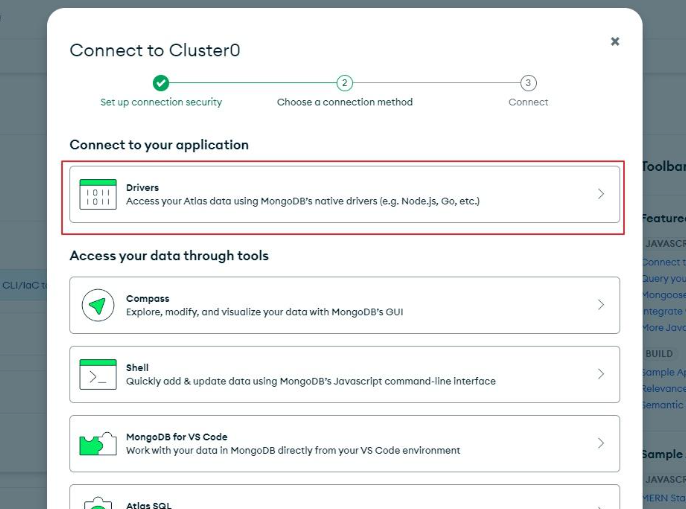 Connect to Cluster0
2
3
Set up connection security
Choose a connection method
Connect
Connect to your application
1011
1011
Drivers
Access your Atlas data using MongoDB's native drivers (e.g. Node.js, Go, etc.)
Access your data through tools
Compass
Explore, modify, and visualize your data with MongoDB's GUI
Shell
Quickly add & update data using MongoDB's Javascript command-line interface
MongoDB for VS Code
Work with your data in MongoDB directly from your VS Code environment
Atlas SQL
CLI/IaC
Toolbar
Feature
JAVASCR
Connect t
Query you
Mongoose
Integrate
More Java
BUILD
Sample Ap
Relevance
Semantic
Sample
JAVASCR
MERN Sta